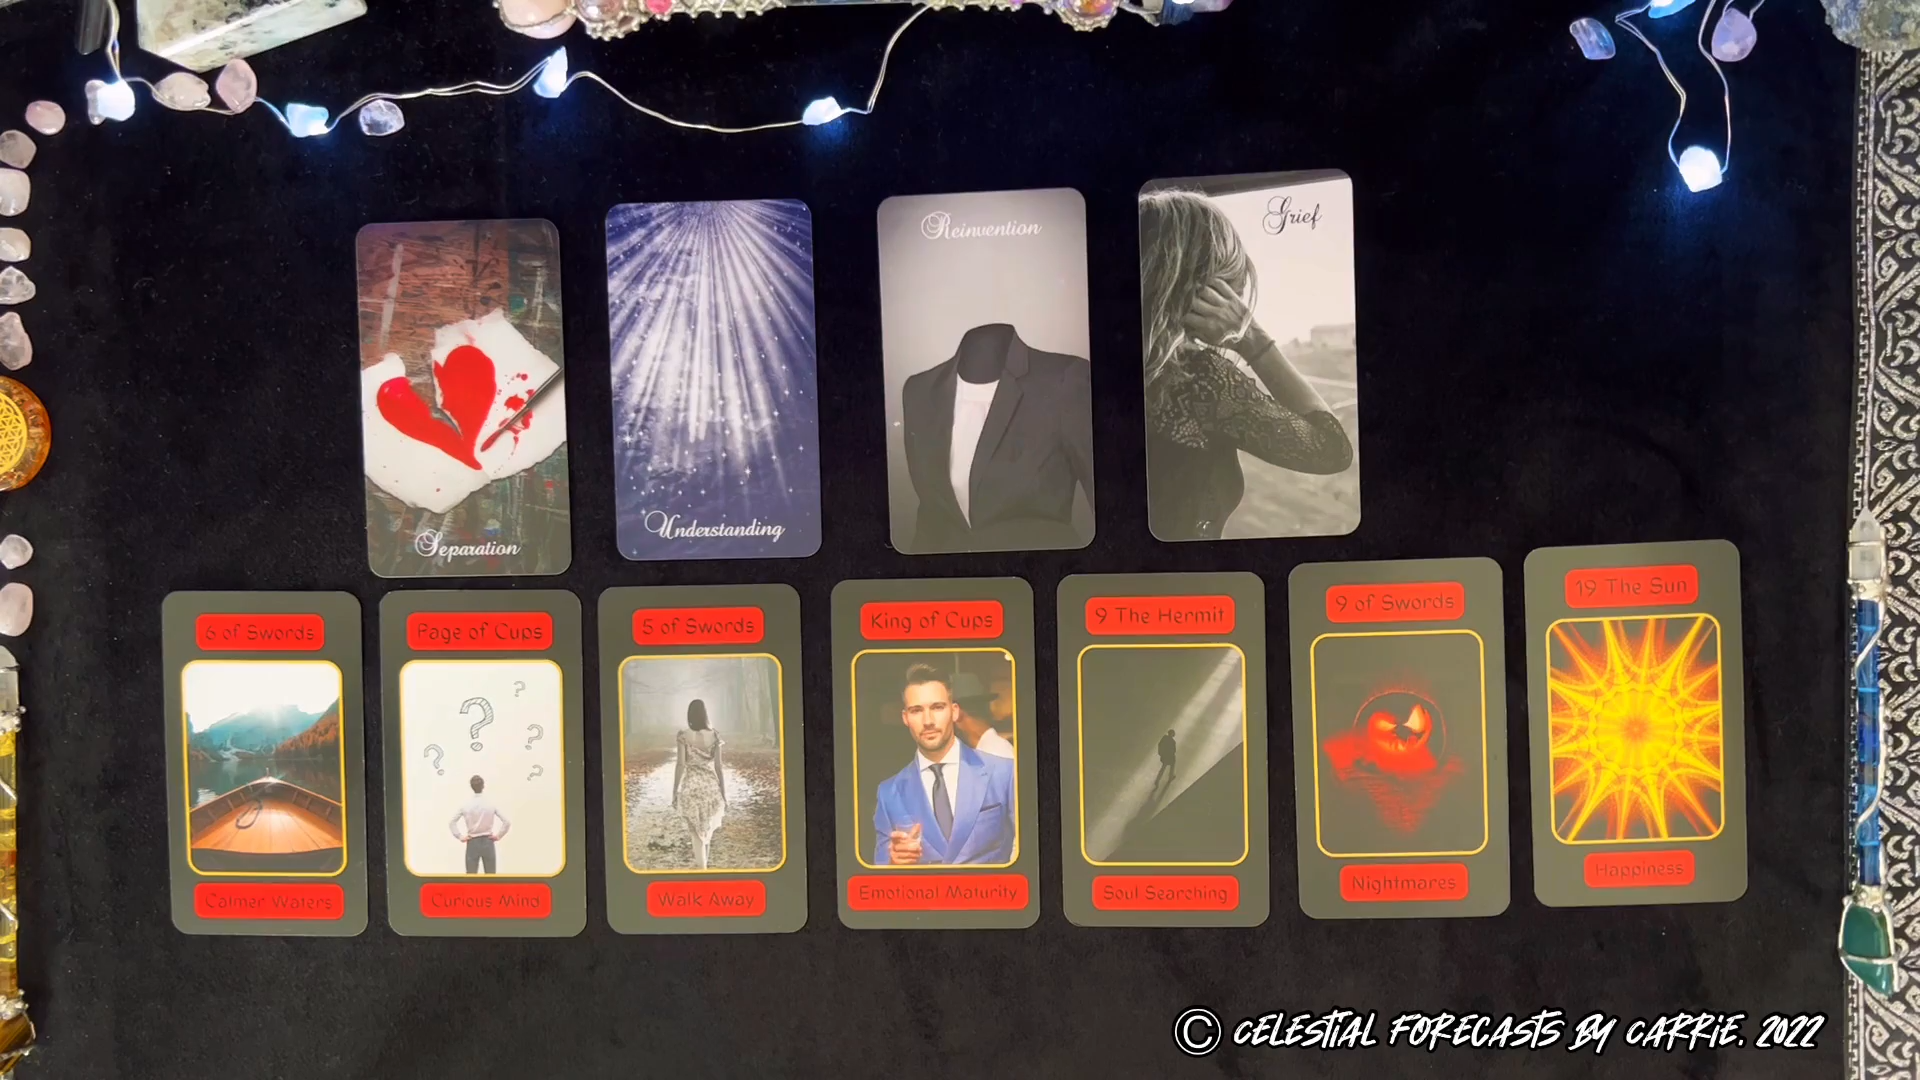 Reinvention
Grief
Separation
Understanding
6 of Swords
Calmer Waters
Page of Cups
? ? ? ? ?
Curious Mind
5 of Swords
Walk Away
King of Cups
Emotional Maturity
9 The Hermit
Soul Searching
9 of Swords
Nightmares
19 The Sun
Happiness
© CELESTIAL FORECASTS BY CARRIE. 2022